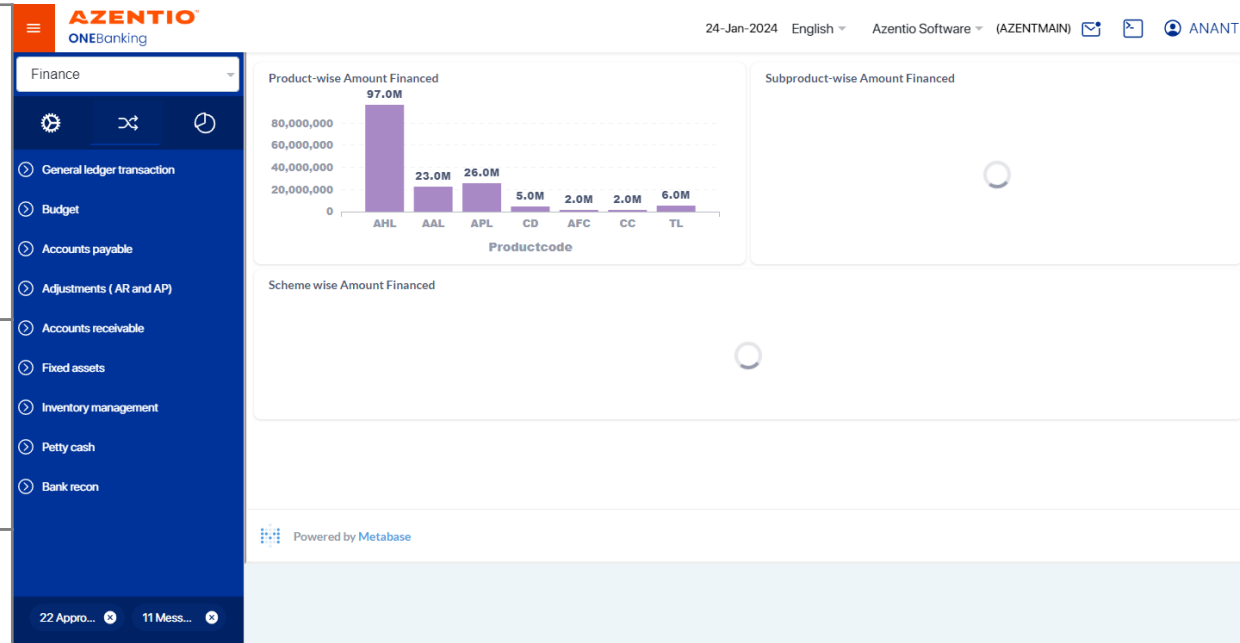 AZENTIO™
ONEBanking
24-Jan-2024 English Azentio Software (AZENTMAIN) ANANT
Finance
General ledger transaction
Budget
Accounts payable
Adjustments ( AR and AP)
Accounts receivable
Fixed assets
Inventory management
Petty cash
Bank recon
22 Appro... 11 Mess...
Product-wise Amount Financed
97.0M
80,000,000
60,000,000
40,000,000
20,000,000
0
23.0M 26.0M 5.0M 2.0M 2.0M 6.0M
AHL AAL APL CD AFC CC TL
Productcode
Subproduct-wise Amount Financed
Scheme wise Amount Financed
Powered by Metabase